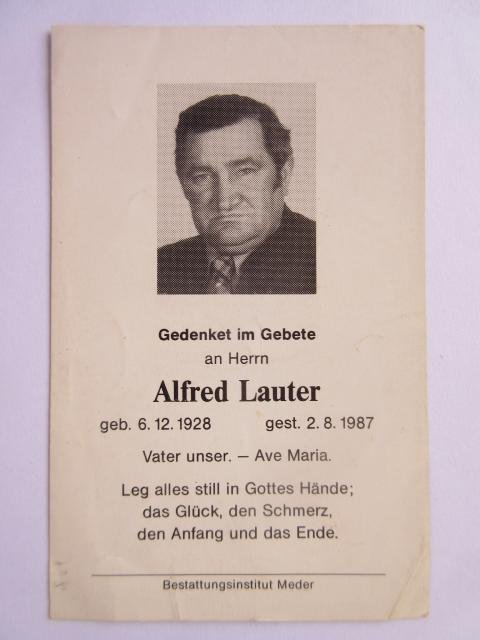 Gedenket im Gebete
an Herrn
Alfred Lauter
geb. 6. 12. 1928 gest. 2. 8. 1987
Vater unser. – Ave Maria.
Leg alles still in Gottes Hände;
das Glück, den Schmerz,
den Anfang und das Ende.
Bestattungsinstitut Meder